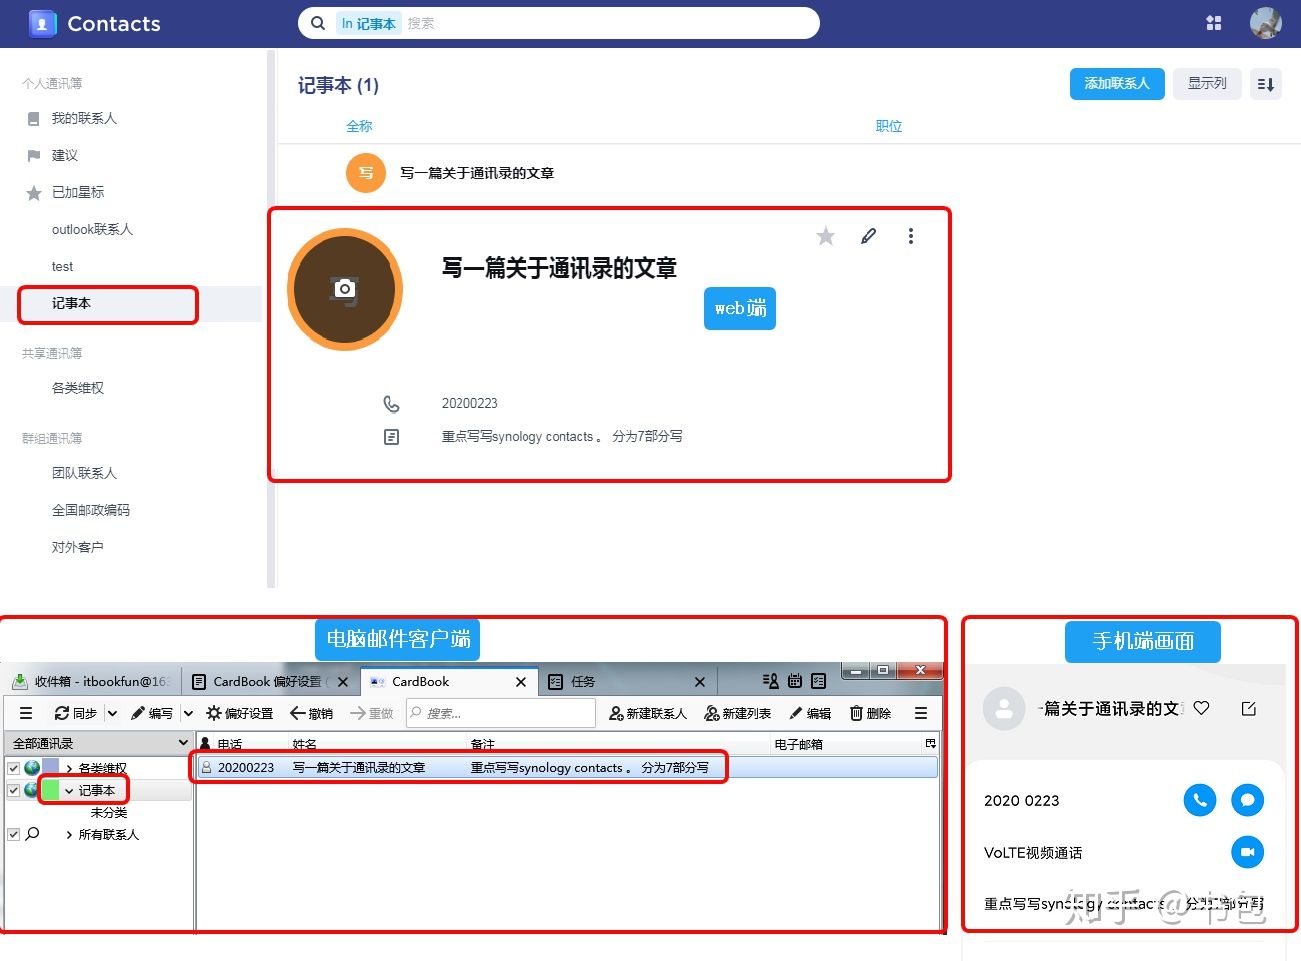 Contacts
In 记事本 搜索
个人通讯簿
我的联系人
建议
已加星标
outlook联系人
test
记事本
共享通讯簿
各类维权
群组通讯簿
团队联系人
全国邮政编码
对外客户
记事本 (1)
添加联系人 显示列
全称 职位
写 写一篇关于通讯录的文章
写一篇关于通讯录的文章
web端
20200223
重点写写synology contacts 。 分为7部分写
电脑邮件客户端
收件箱 - itbookfun@163 CardBook 偏好设置 ( CardBook 任务
同步 编写 偏好设置 撤销 重做 搜索... 新建联系人 新建列表 编辑 删除
全部通讯录
各类维权
记事本
未分类
所有联系人
电话 姓名 备注 电子邮箱
20200223 写一篇关于通讯录的文章 重点写写synology contacts 。 分为7部分写
手机端画面
篇关于通讯录的文
2020 0223
VoLTE视频通话
重点写写synology contacts 。 分为7部分写
知乎 @书包